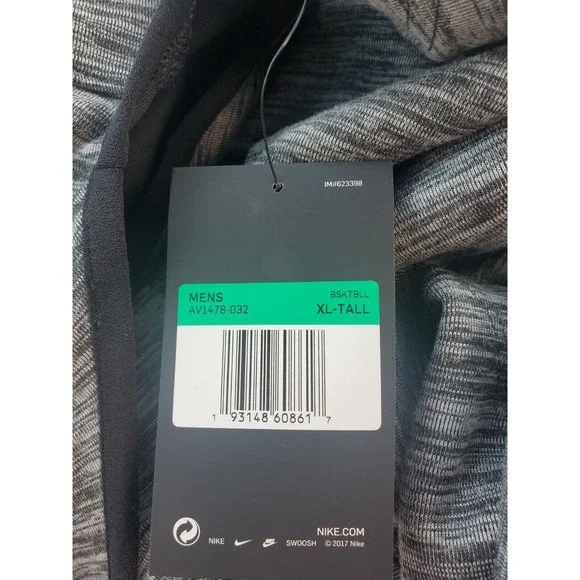 IM#623398
MENS BSKTBLL
AV1478-032 XL-TALL
1 93148 60861 7
NIKE.COM
NIKE SWOOSH © 2017 Nike